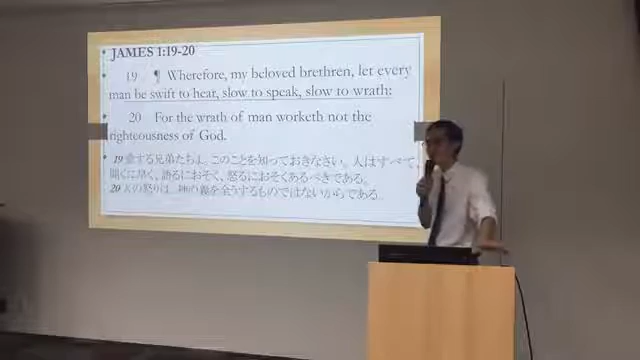 JAMES 1:19-20
19 ¶ Wherefore, my beloved brethren, let every
man be swift to hear, slow to speak, slow to wrath:
20 For the wrath of man worketh not the
righteousness of God.
19 愛する兄弟たちよ。このことを知っておきなさい。人はすべて、
聞くに早く、語るにおそく、怒るにおそくあるべきである。
20 人の怒りは、神の義を全うするものではないからである。